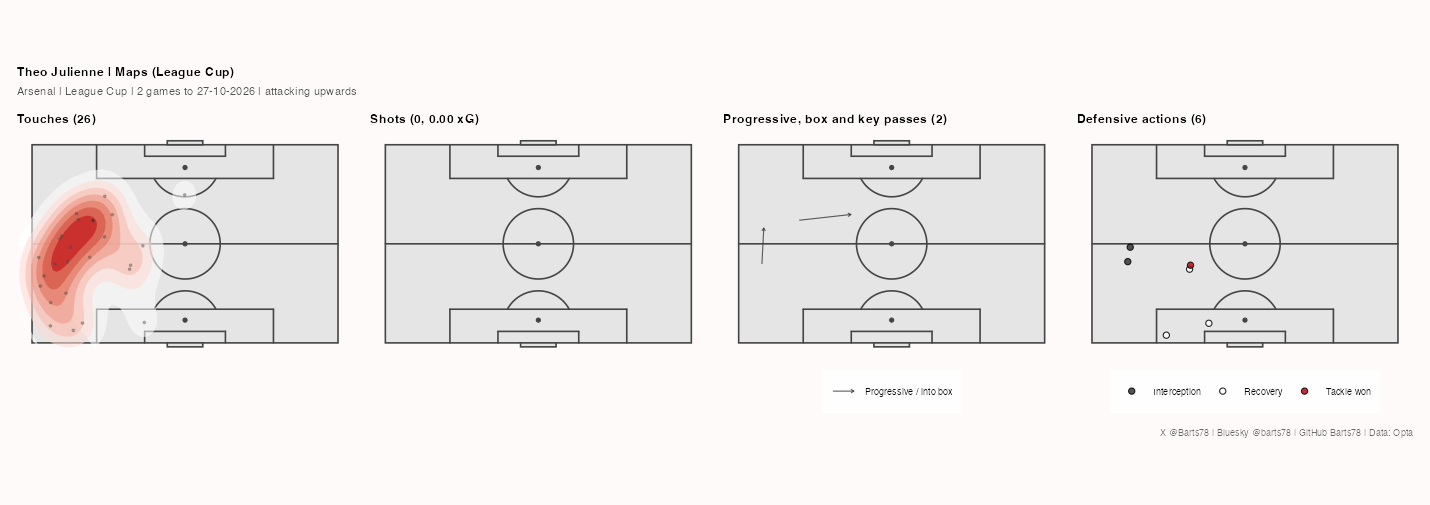 Theo Julienne | Maps (League Cup)
Arsenal | League Cup | 2 games to 27-10-2026 | attacking upwards
Touches (26)
Shots (0, 0.00 xG)
Progressive, box and key passes (2)
Defensive actions (6)
Progressive / into box
Interception
Recovery
Tackle won
X @Barts78 | Bluesky @barts78 | GitHub Barts78 | Data: Opta